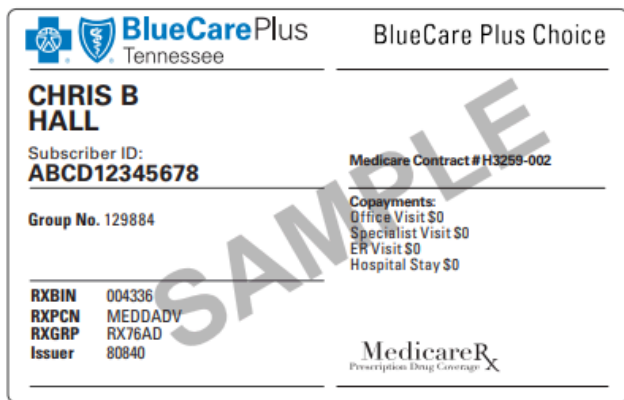 BlueCare Plus
Tennessee
BlueCare Plus Choice
CHRIS B
HALL
Subscriber ID:
ABCD12345678
Group No. 129884
RXBIN 004336
RXPCN MEDDADV
RXGRP RX76AD
Issuer 80840
Medicare Contract # H3259-002
Copayments:
Office Visit $0
Specialist Visit $0
ER Visit $0
Hospital Stay $0
MedicareRx
Prescription Drug Coverage
SAMPLE